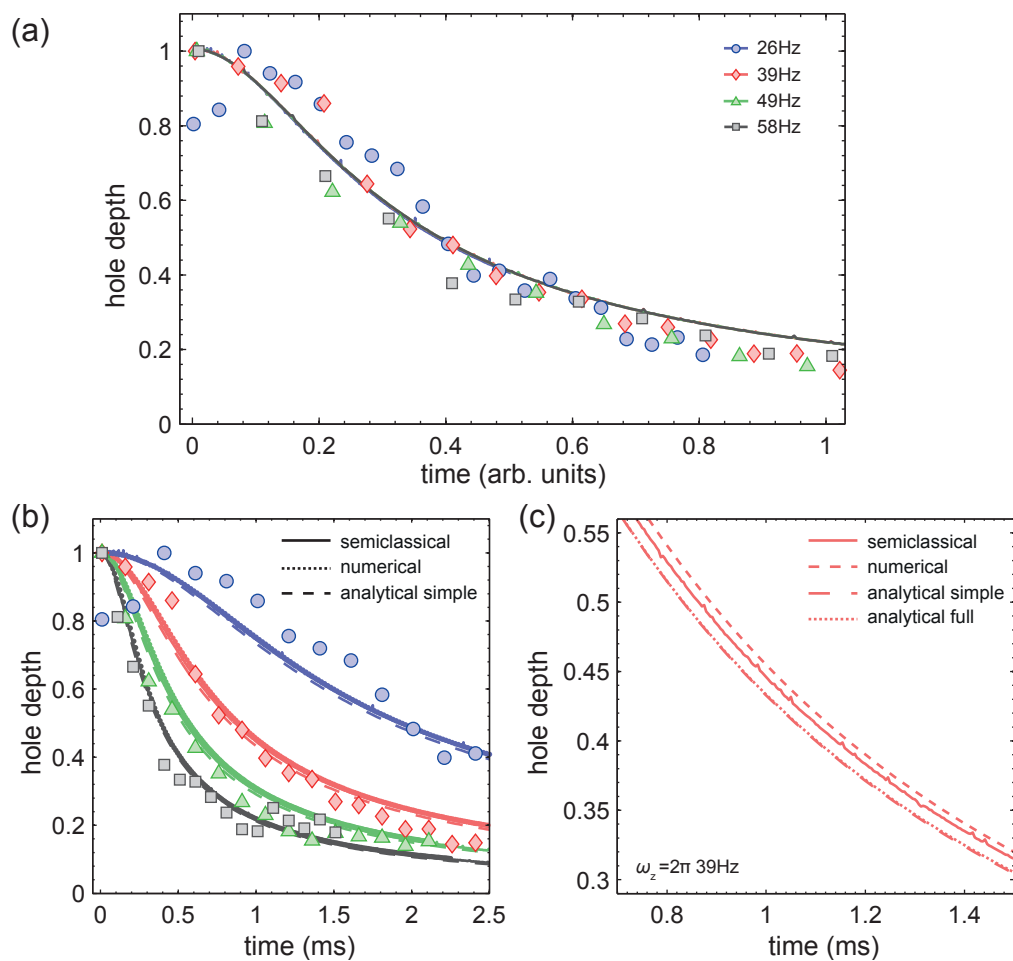 (a)
1
0.8
0.6
0.4
0.2
0
hole depth
26Hz
39Hz
49Hz
58Hz
0 0.2 0.4 0.6 0.8 1
time (arb. units)
(b)
1
0.8
0.6
0.4
0.2
0
hole depth
semiclassical
numerical
analytical simple
0 0.5 1 1.5 2 2.5
time (ms)
(c)
0.55
0.5
0.45
0.4
0.35
0.3
hole depth
semiclassical
numerical
analytical simple
analytical full
ω_z=2π 39Hz
0.8 1 1.2 1.4
time (ms)